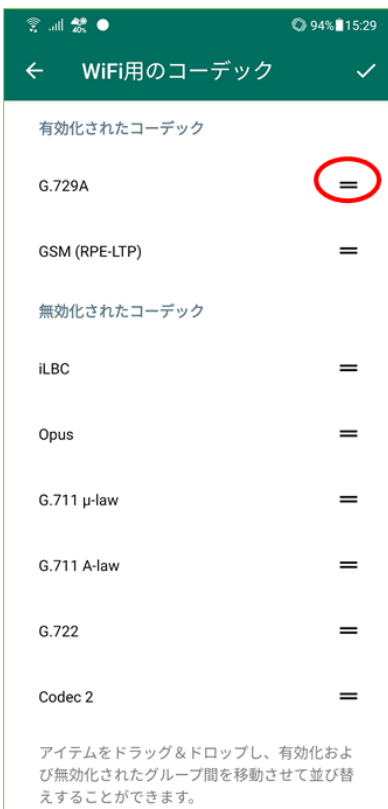 40% 94% 15:29
WiFi用のコーデック
有効化されたコーデック
G.729A
GSM (RPE-LTP)
無効化されたコーデック
iLBC
Opus
G.711 μ-law
G.711 A-law
G.722
Codec 2
アイテムをドラッグ＆ドロップし、有効化およ
び無効化されたグループ間を移動させて並び替
えすることができます。